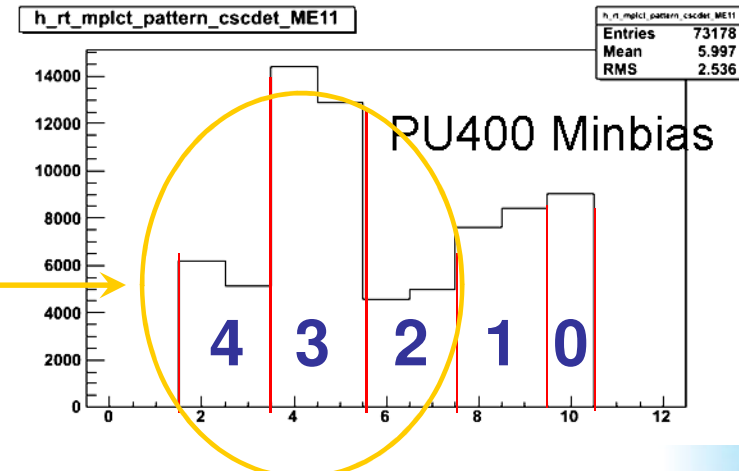 h_rt_mplct_pattern_cscdet_ME11
h_rt_mplct_pattern_cscdet_ME11
Entries 73178
Mean 5.997
RMS 2.536
PU400 Minbias
14000
12000
10000
8000
6000
4000
2000
0
4 3 2 1 0
0 2 4 6 8 10 12